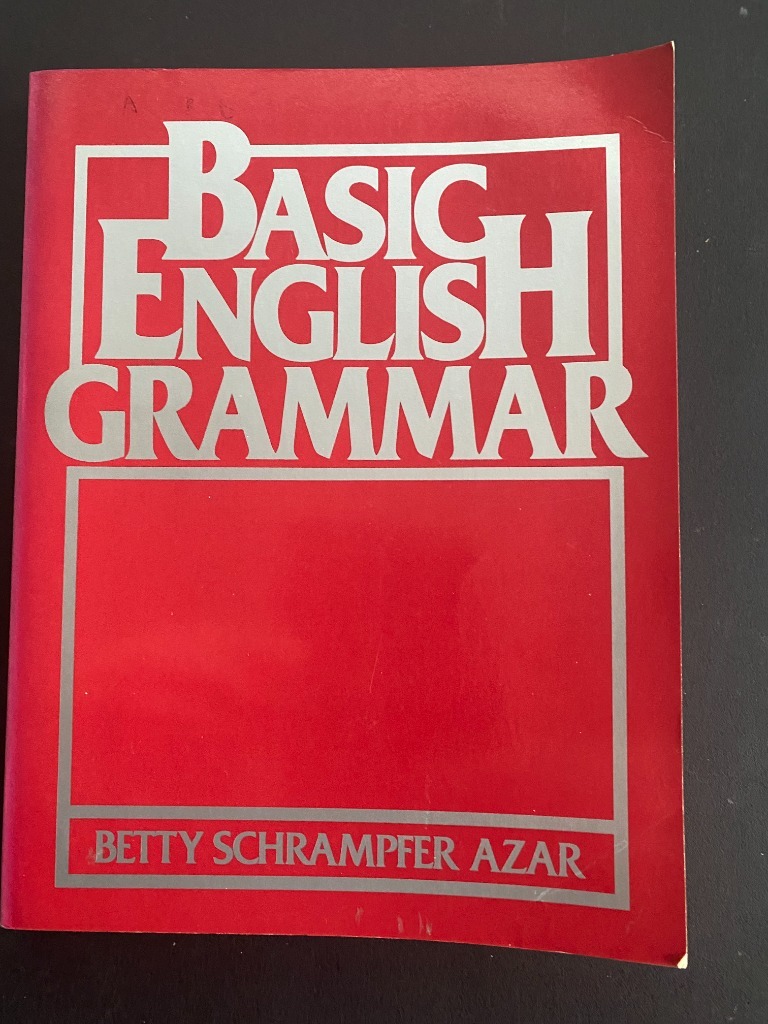 BASIC
ENGLISH
GRAMMAR
BETTY SCHRAMPFER AZAR